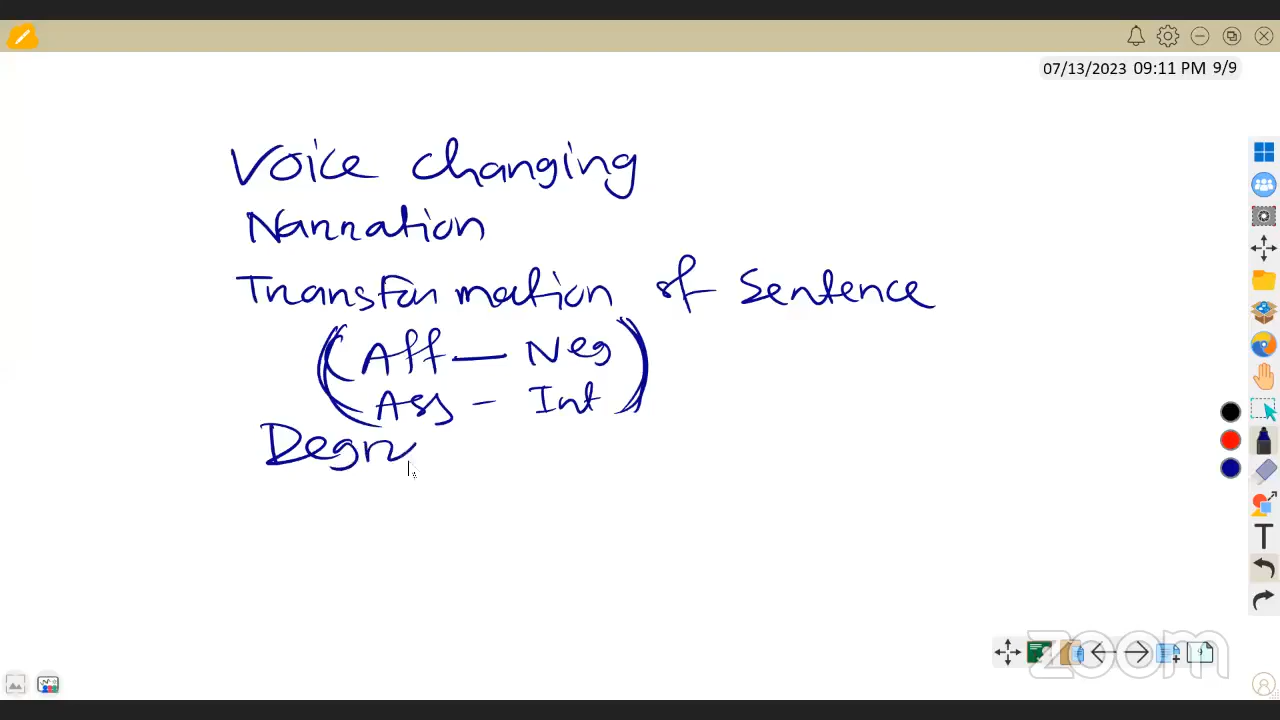 07/13/2023 09:11 PM 9/9
Voice changing
Narration
Transformation of Sentence
(Aff — Neg
Ass - Int)
Degr
T
zoom